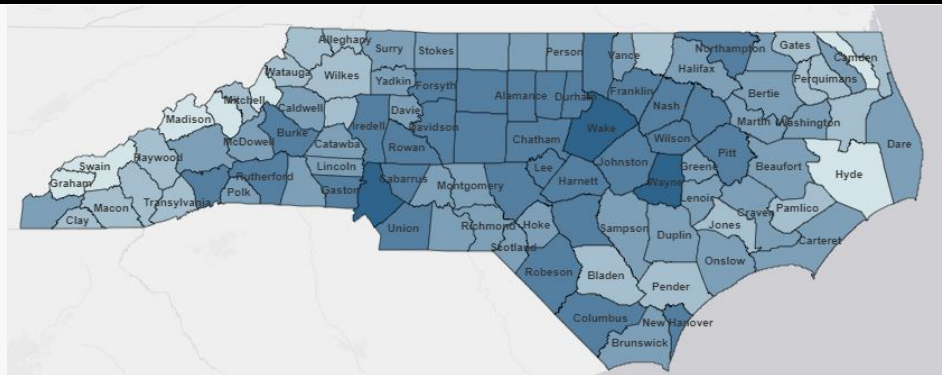 Alleghany
Surry
Stokes
Person
Vance
Northampton
Gates
Camden
Watauga
Wilkes
Halifax
Perquimans
Mitchell
Yadkin
Forsyth
Alamance
Durham
Franklin
Nash
Bertie
Madison
Caldwell
Davie
Iredell
Davidson
Martin
Washington
McDowell
Burke
Catawba
Rowan
Chatham
Wake
Wilson
Pitt
Dare
Swain
Haywood
Lincoln
Lee
Johnston
Greene
Beaufort
Hyde
Graham
Rutherford
Cabarrus
Montgomery
Harnett
Wayne
Macon
Transylvania
Polk
Gaston
Lenoir
Craven
Pamlico
Clay
Union
Richmond
Hoke
Sampson
Duplin
Jones
Scotland
Carteret
Robeson
Bladen
Onslow
Pender
Columbus
New Hanover
Brunswick